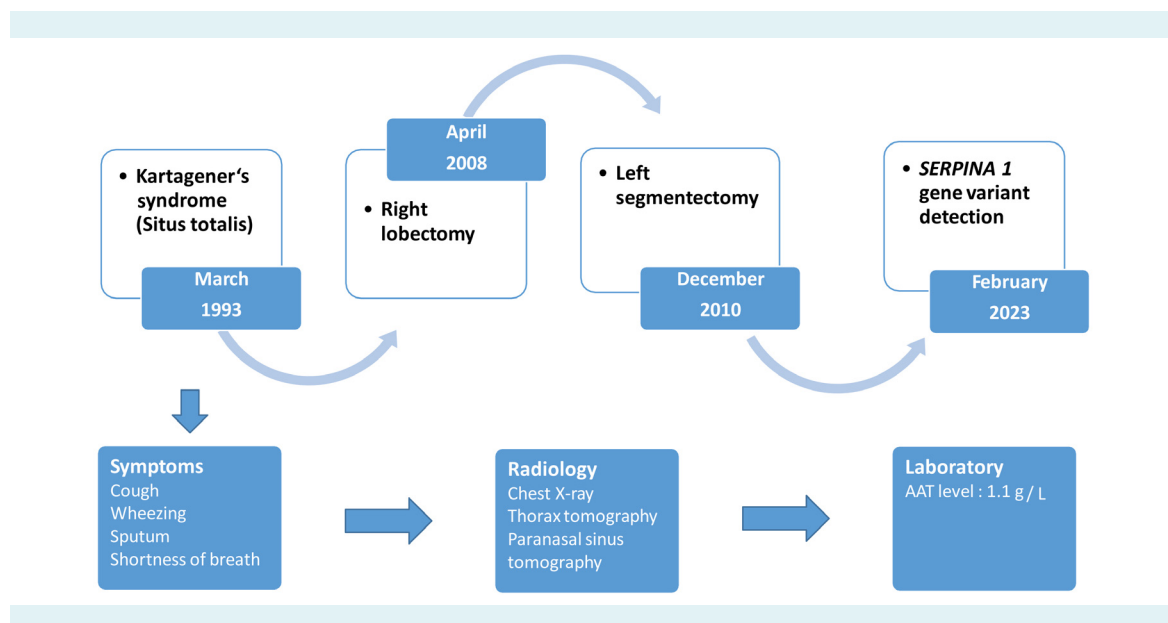 • Kartagener‘s
syndrome
(Situs totalis)
March
1993
April
2008
• Right
lobectomy
• Left
segmentectomy
December
2010
• SERPINA 1
gene variant
detection
February
2023
Symptoms
Cough
Wheezing
Sputum
Shortness of breath
Radiology
Chest X-ray
Thorax tomography
Paranasal sinus
tomography
Laboratory
AAT level : 1.1 g / L